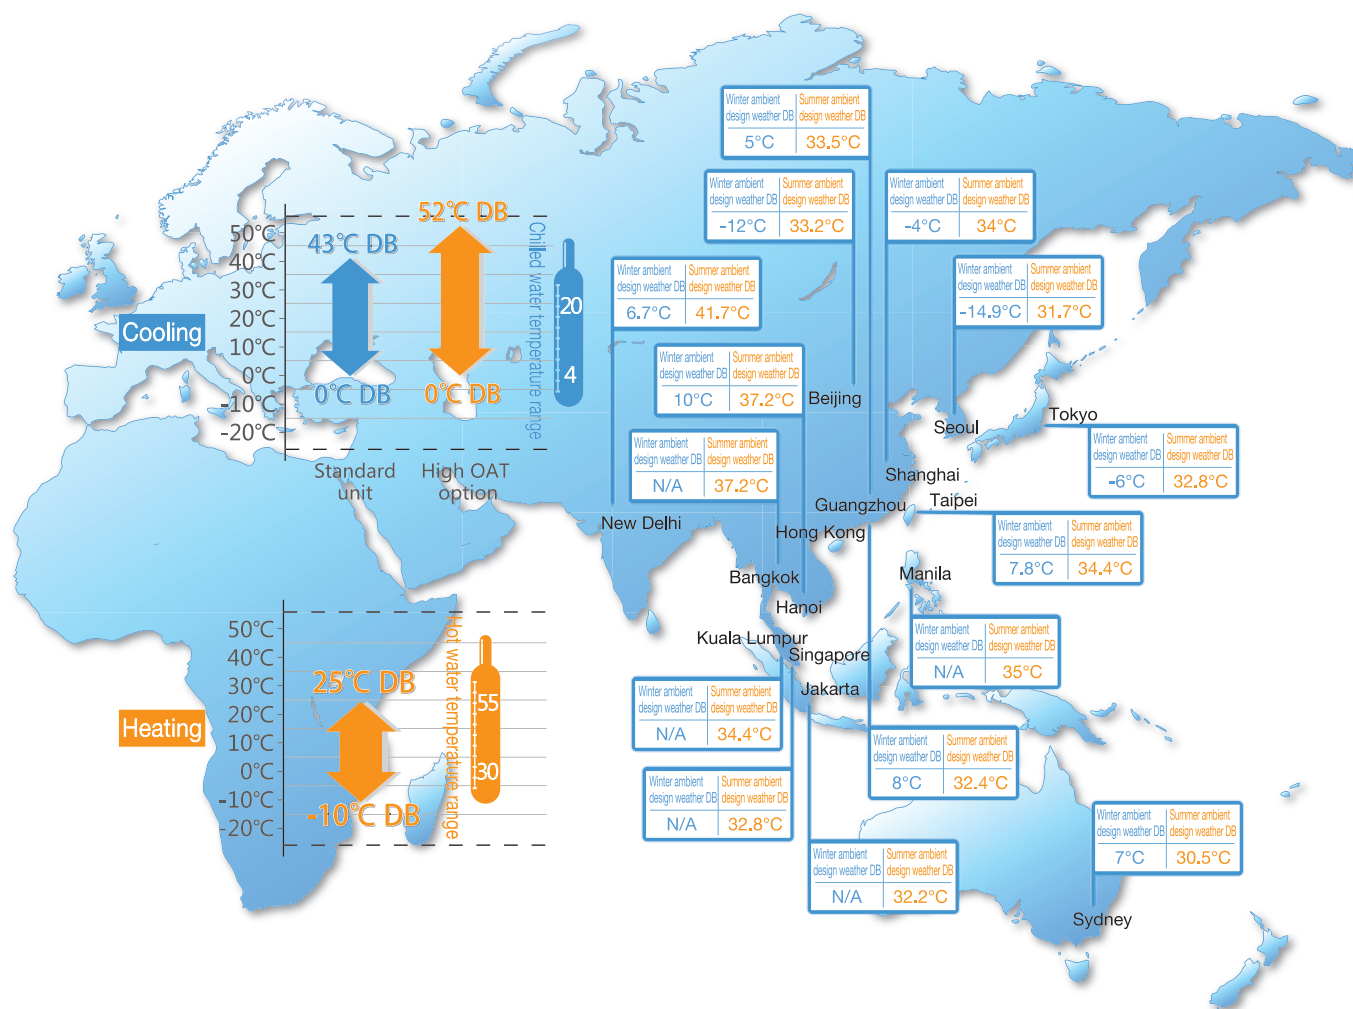 Cooling
50℃
40℃
30℃
20℃
10℃
0℃
-10℃
-20℃
43℃ DB
0℃ DB
52℃ DB
0℃ DB
Standard
unit
High OAT
option
Chilled water temperature range
20
4
Heating
50℃
40℃
30℃
20℃
10℃
0℃
-10℃
-20℃
25℃ DB
-10℃ DB
Hot water temperature range
55
30
Winter ambient Summer ambient
design weather DB design weather DB
5°C 33.5°C
Winter ambient Summer ambient
design weather DB design weather DB
-12°C 33.2°C
Winter ambient Summer ambient
design weather DB design weather DB
-4°C 34°C
Winter ambient Summer ambient
design weather DB design weather DB
6.7°C 41.7°C
Winter ambient Summer ambient
design weather DB design weather DB
-14.9°C 31.7°C
Winter ambient Summer ambient
design weather DB design weather DB
10°C 37.2°C
Beijing
Seoul
Tokyo
Winter ambient Summer ambient
design weather DB design weather DB
N/A 37.2°C
Winter ambient Summer ambient
design weather DB design weather DB
-6°C 32.8°C
Shanghai
Guangzhou
Taipei
New Delhi
Hong Kong
Winter ambient Summer ambient
design weather DB design weather DB
7.8°C 34.4°C
Bangkok
Manila
Hanoi
Kuala Lumpur
Singapore
Jakarta
Winter ambient Summer ambient
design weather DB design weather DB
N/A 35°C
Winter ambient Summer ambient
design weather DB design weather DB
N/A 34.4°C
Winter ambient Summer ambient
design weather DB design weather DB
8°C 32.4°C
Winter ambient Summer ambient
design weather DB design weather DB
N/A 32.8°C
Winter ambient Summer ambient
design weather DB design weather DB
7°C 30.5°C
Winter ambient Summer ambient
design weather DB design weather DB
N/A 32.2°C
Sydney